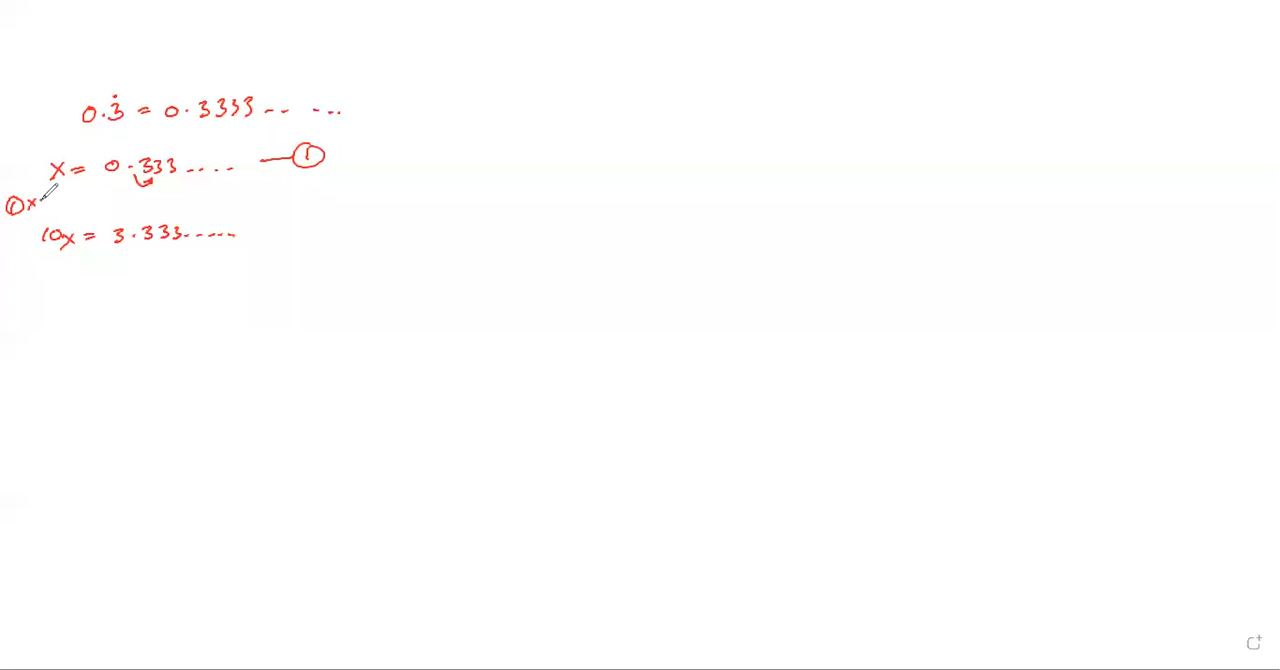 0.3̇ = 0.3333.. ...
x = 0.333.... — ①
①×
10x = 3.333......